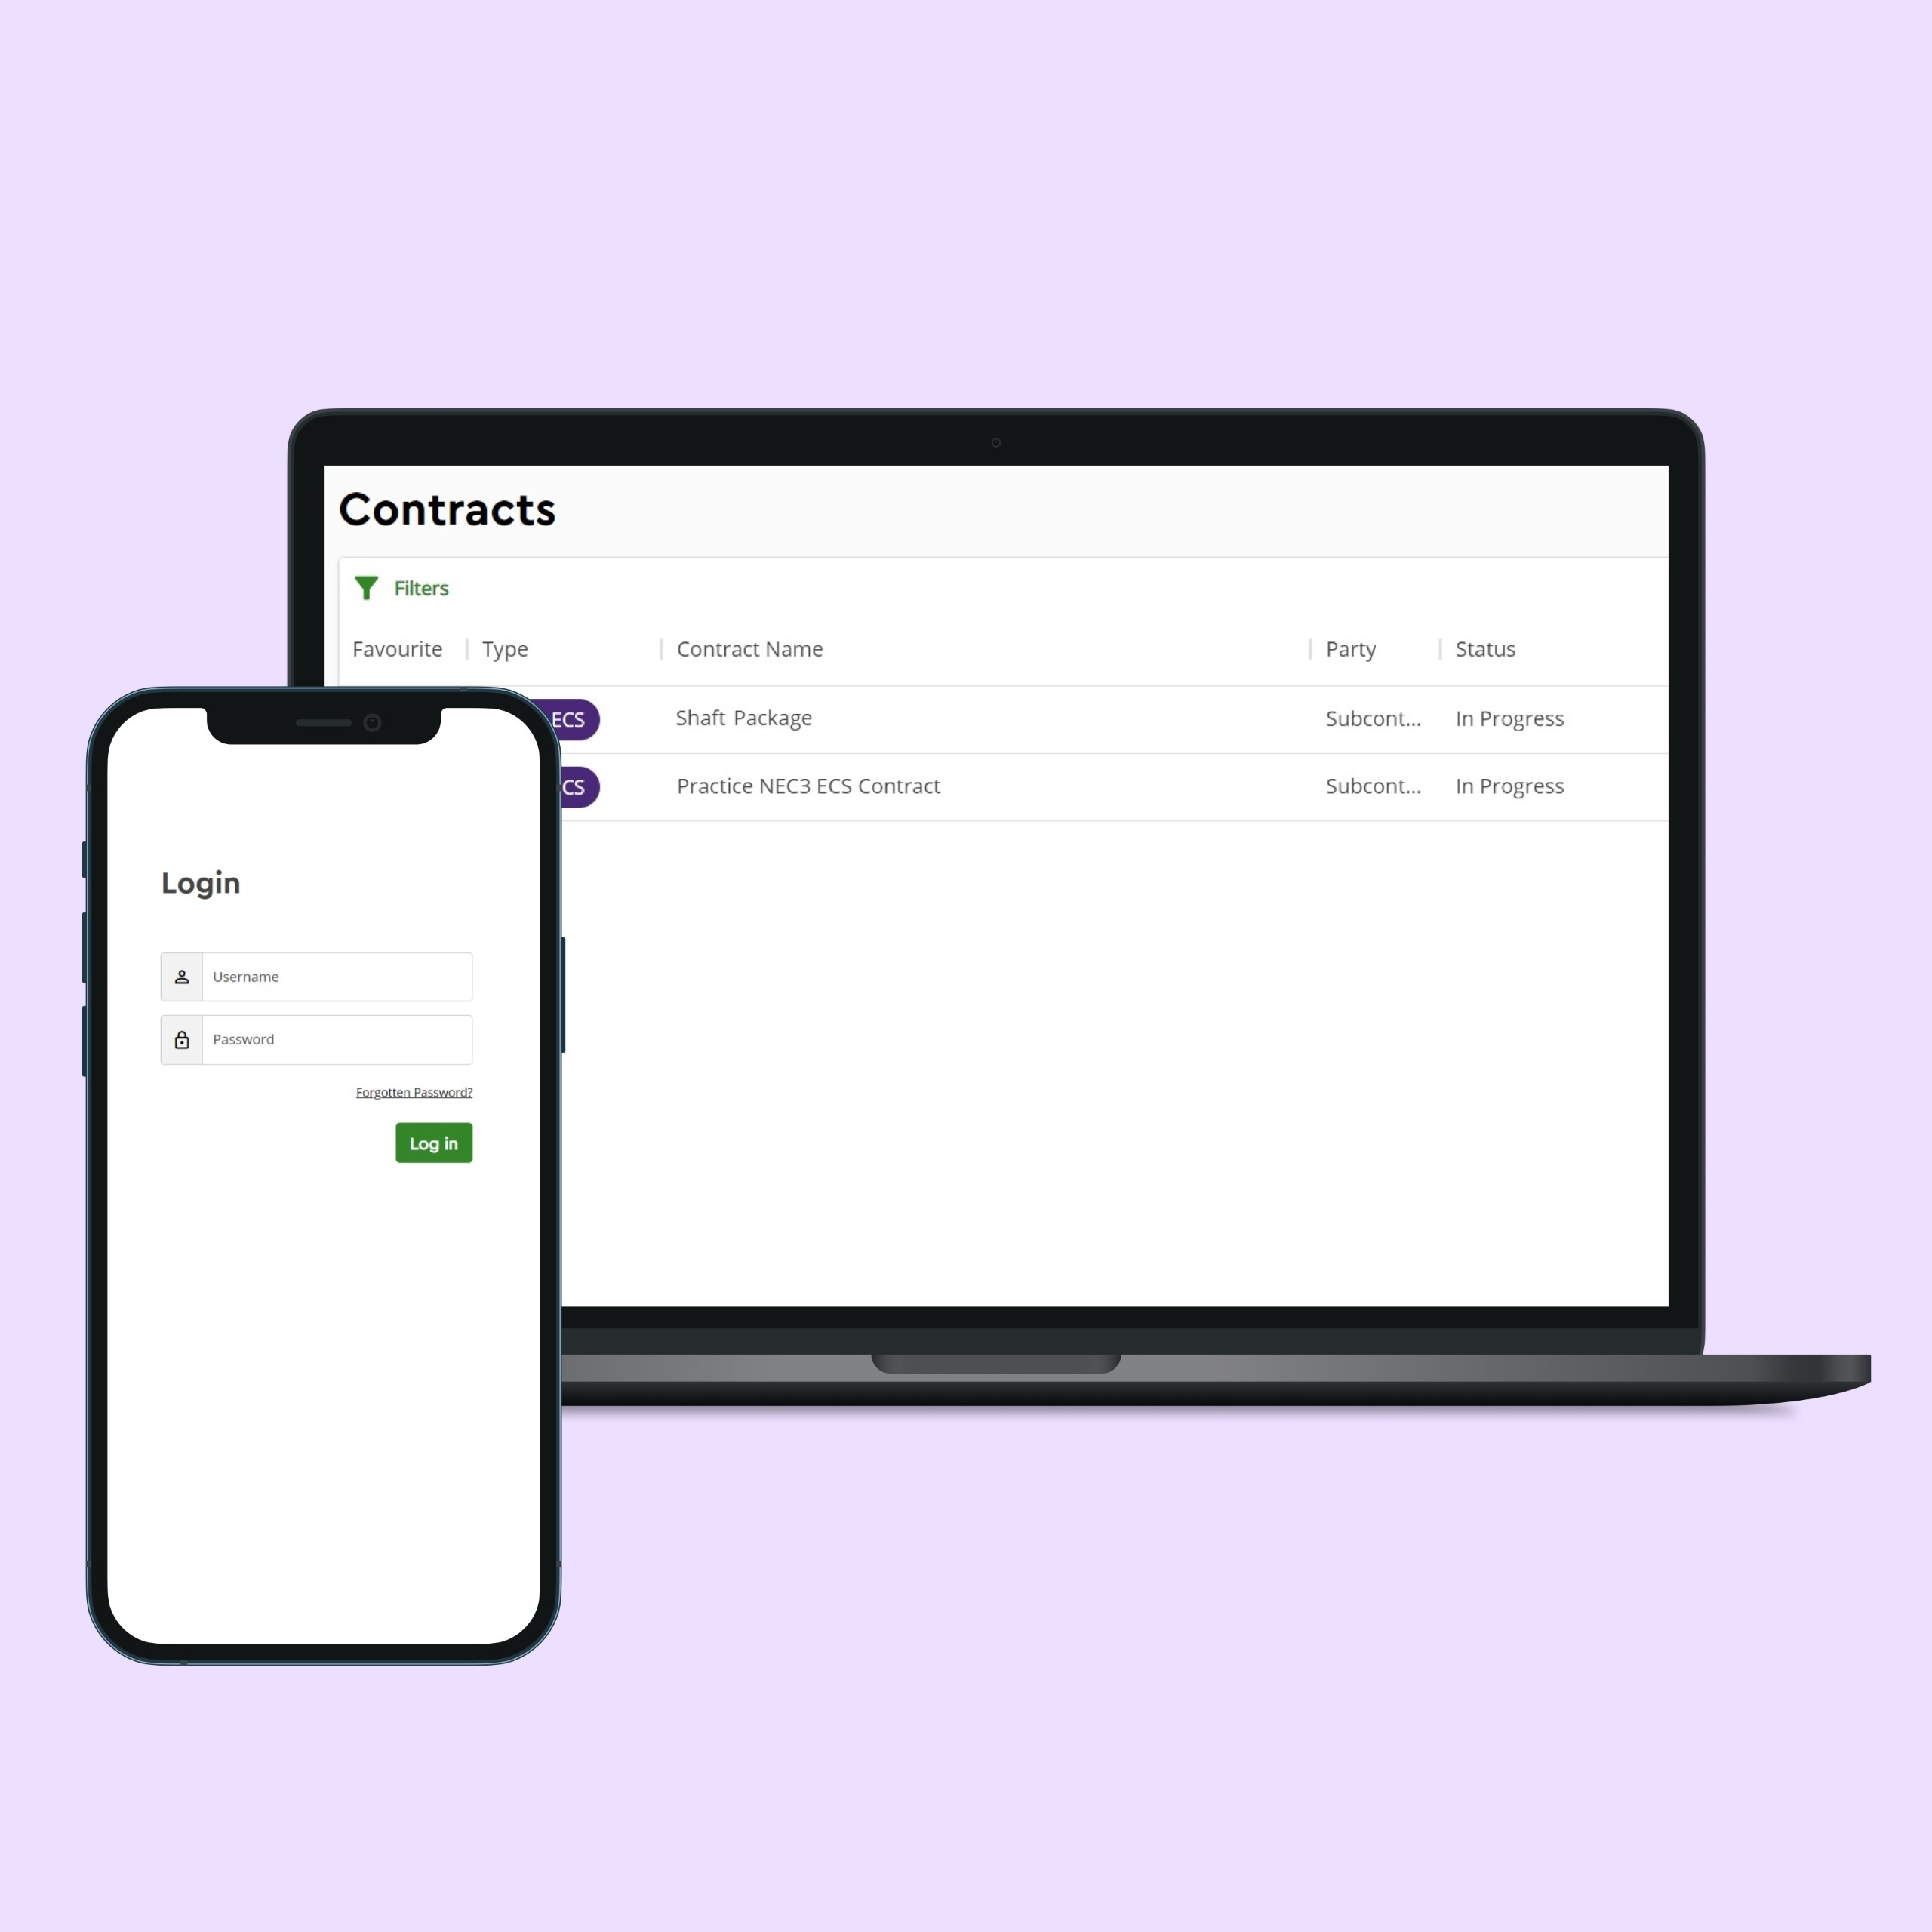 Contracts
Filters
Favourite Type Contract Name Party Status
ECS Shaft Package Subcont... In Progress
CS Practice NEC3 ECS Contract Subcont... In Progress
Login
Username
Password
Forgotten Password?
Log in